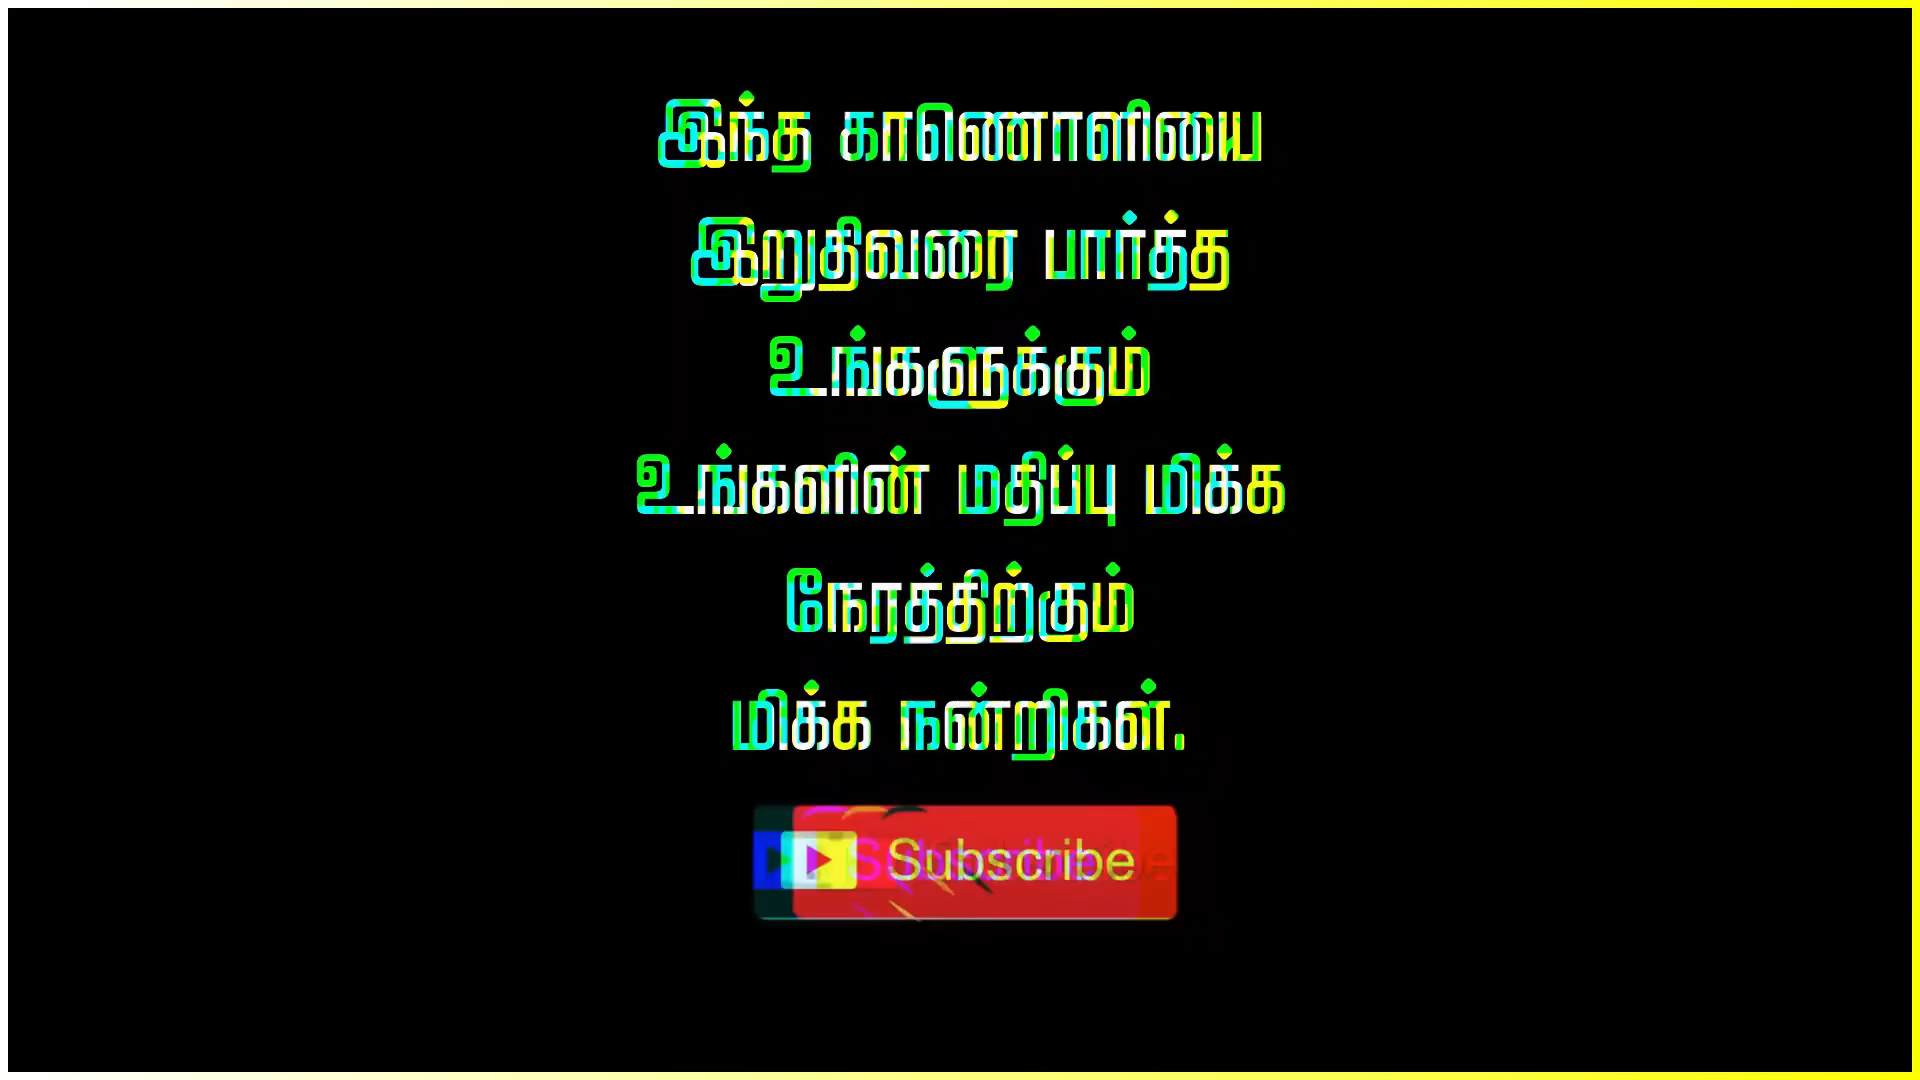 இந்த காணொளியை
இறுதிவரை பார்த்த
உங்களுக்கும்
உங்களின் மதிப்பு மிக்க
நேரத்திற்கும்
மிக்க நன்றிகள்.
Subscribe